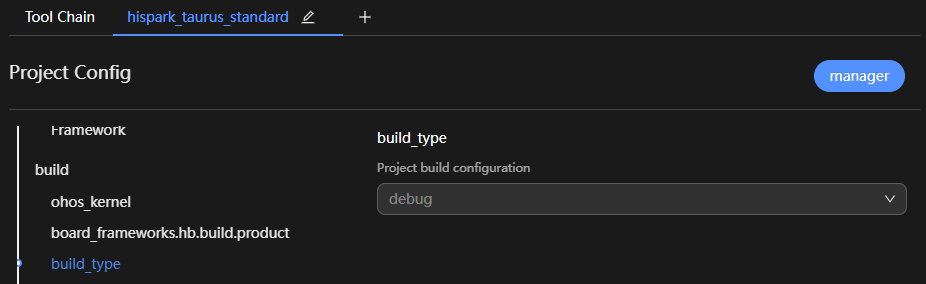 Tool Chain
hispark_taurus_standard
Project Config
manager
Framework
build
ohos_kernel
board_frameworks.hb.build.product
build_type
build_type
Project build configuration
debug